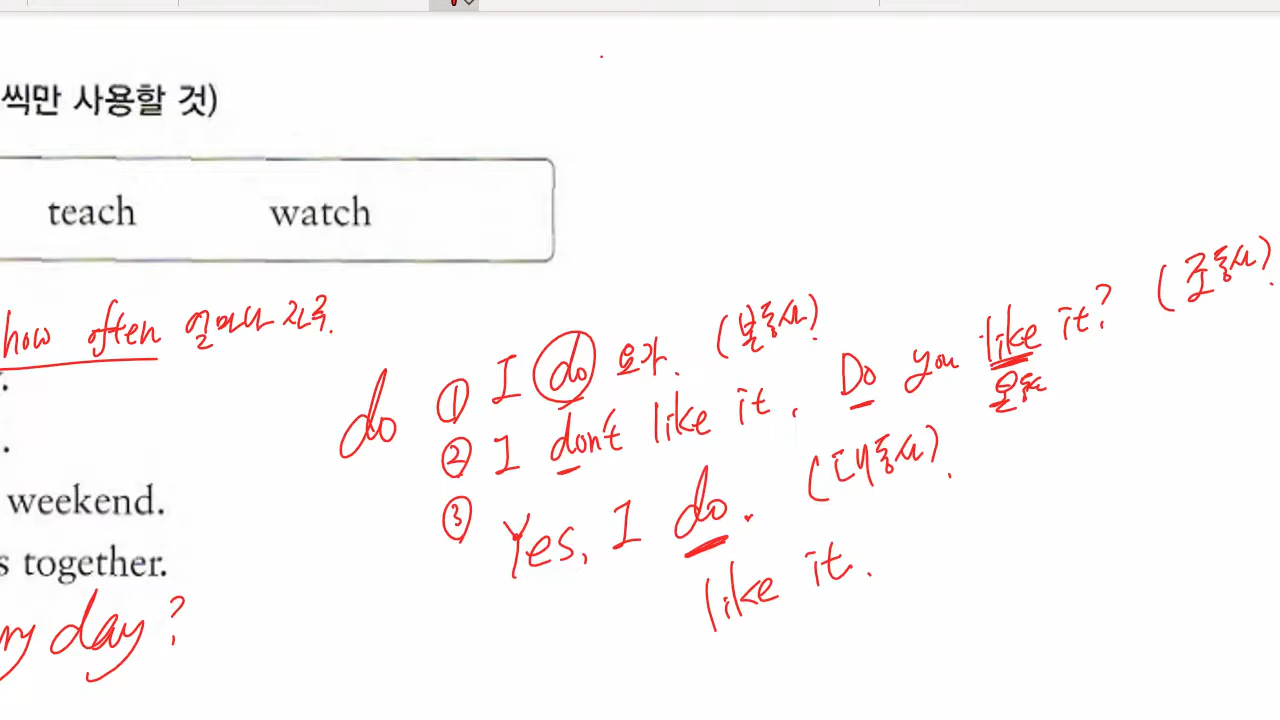 씩만 사용할 것)
teach watch
how often 얼마나 자주.
do ① I do 요가. (본동사)
② I don't like it. Do you like it? (조동사)
본동사
③ Yes, I do. (대동사).
like it.
weekend.
s together.
ry day?